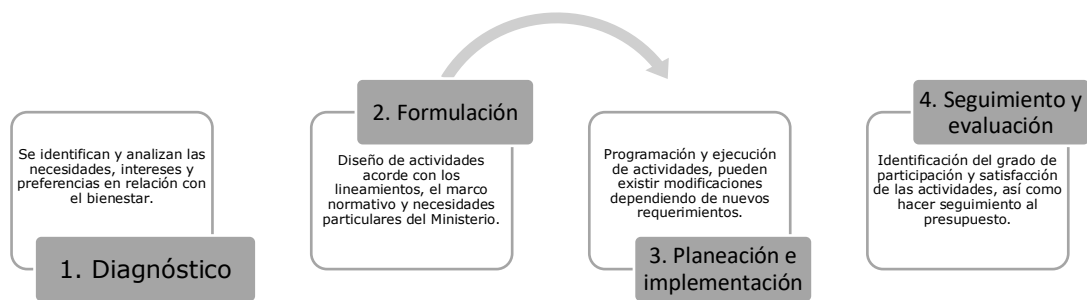 Se identifican y analizan las
necesidades, intereses y
preferencias en relación con
el bienestar.
1. Diagnóstico
2. Formulación
Diseño de actividades
acorde con los
lineamientos, el marco
normativo y necesidades
particulares del Ministerio.
Programación y ejecución
de actividades, pueden
existir modificaciones
dependiendo de nuevos
requerimientos.
3. Planeación e
implementación
4. Seguimiento y
evaluación
Identificación del grado de
participación y satisfacción
de las actividades, así como
hacer seguimiento al
presupuesto.